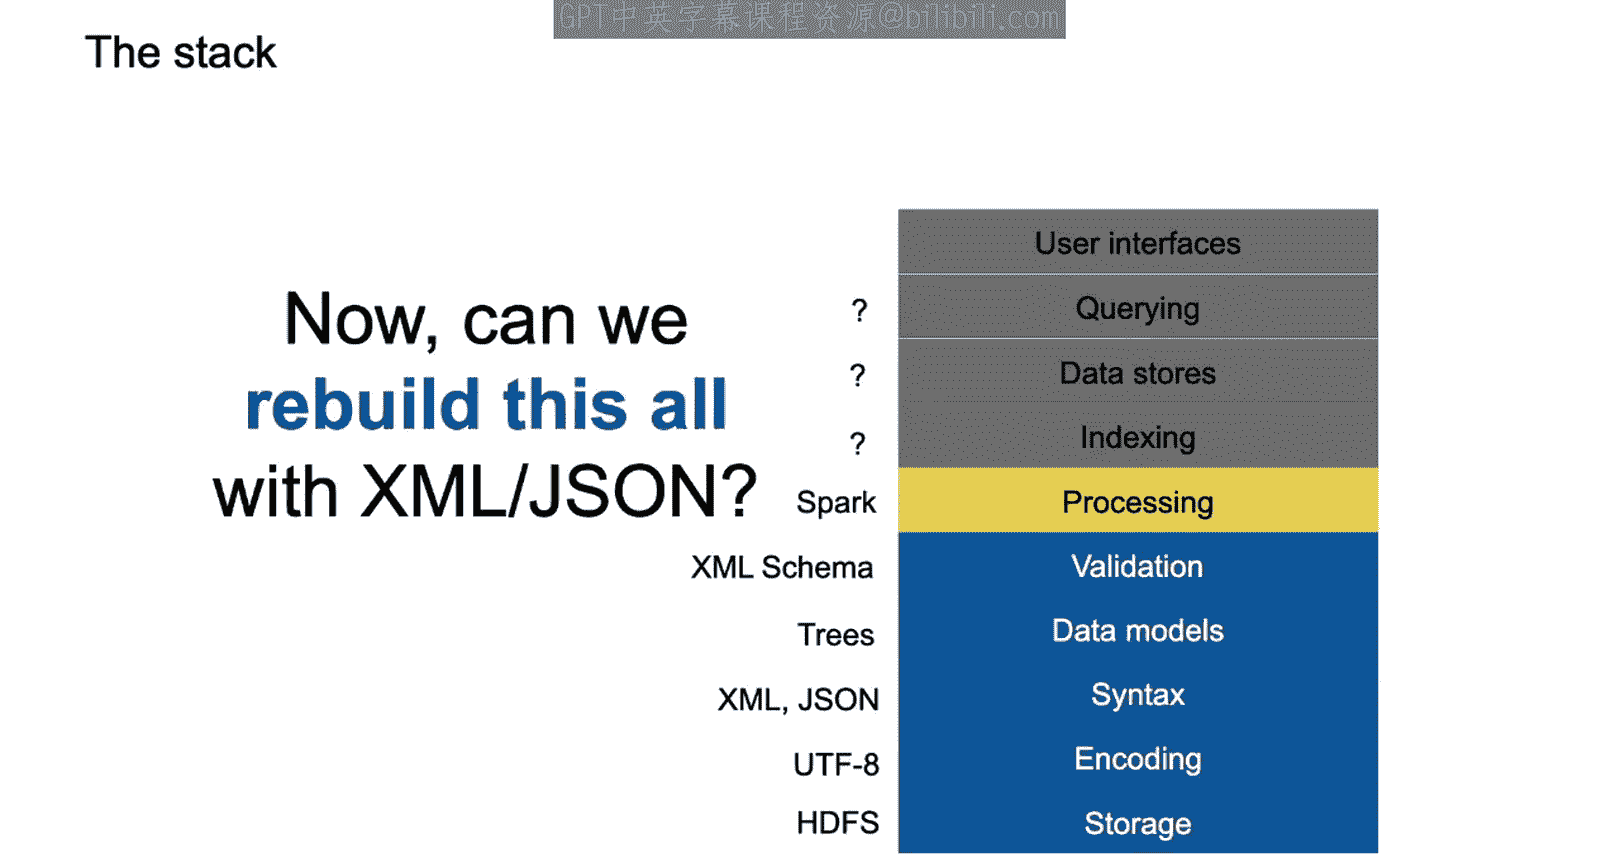 GPT中英字幕课程资源@bilibili.com
The stack
Now, can we
rebuild this all
with XML/JSON?
User interfaces
? Querying
? Data stores
? Indexing
Spark Processing
XML Schema Validation
Trees Data models
XML, JSON Syntax
UTF-8 Encoding
HDFS Storage